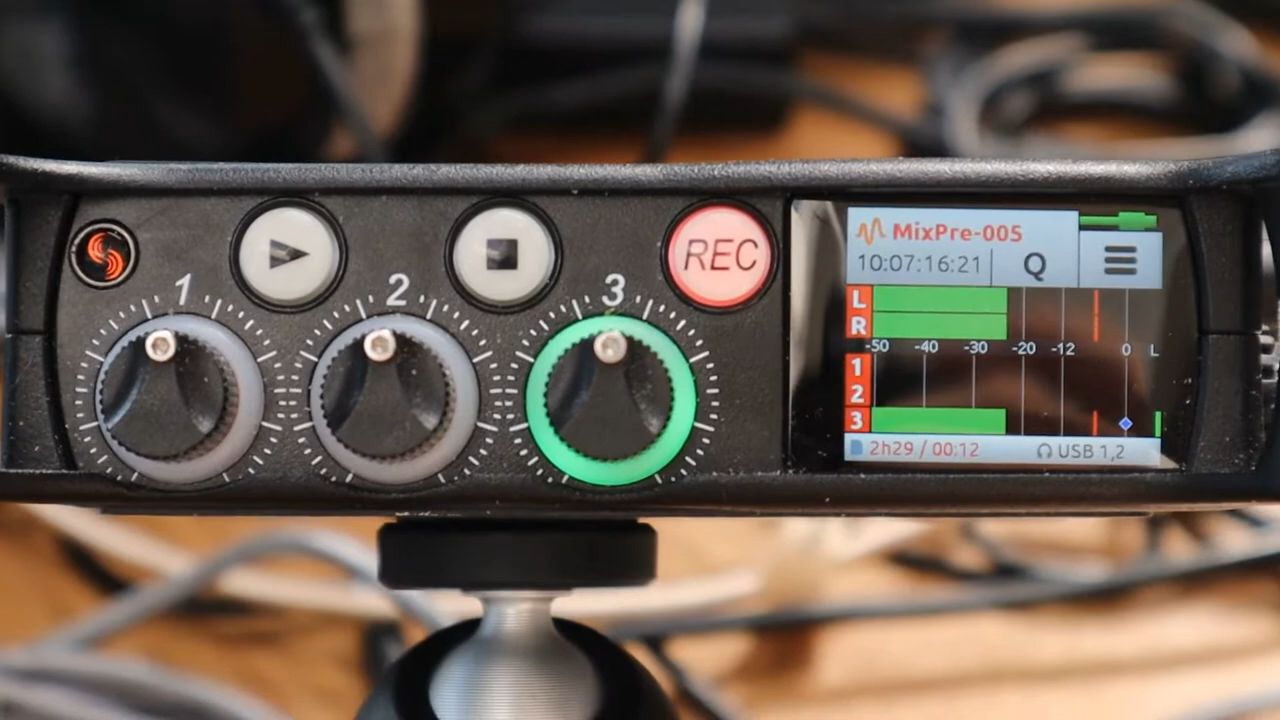 1
2
3
REC
MixPre-005
10:07:16:21
Q
L
R
-50 -40 -30 -20 -12 0 L
1
2
3
2h29 / 00:12
USB 1,2